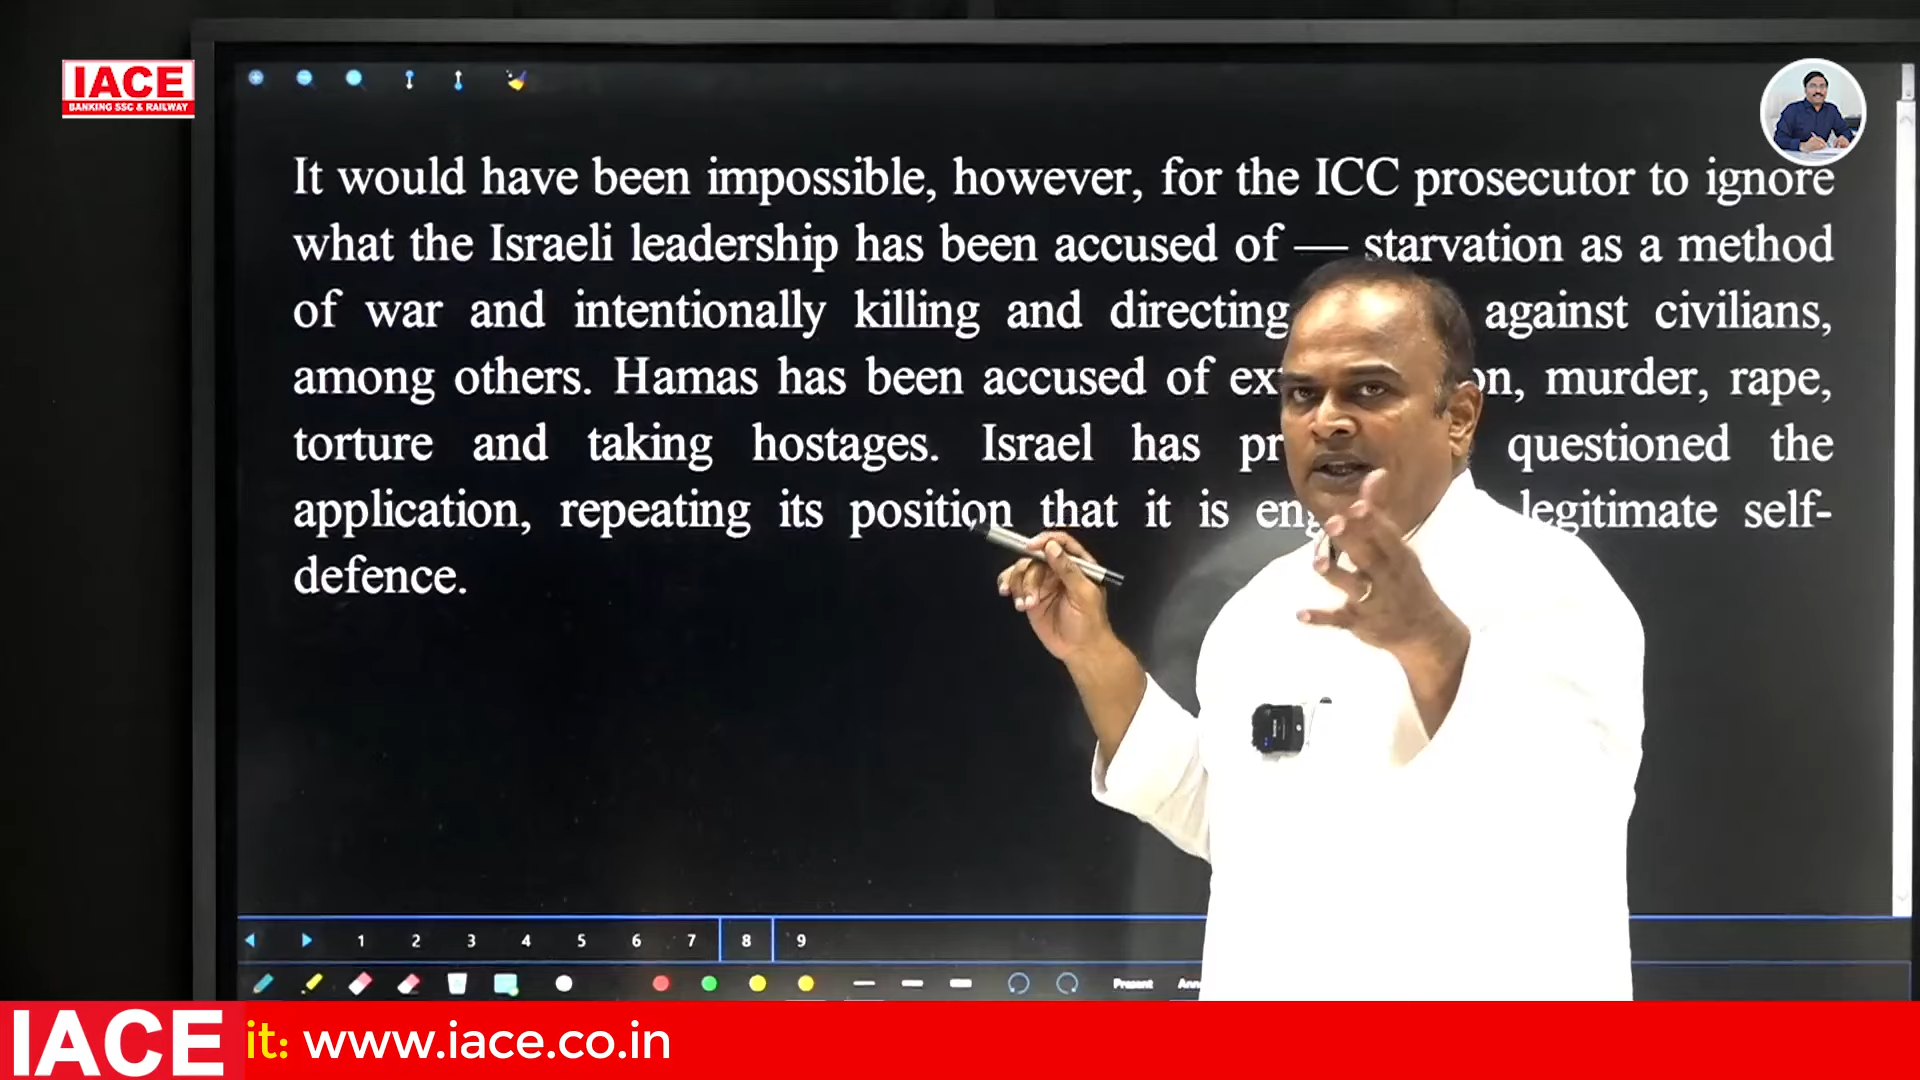 IACE
BANKING SSC & RAILWAY
It would have been impossible, however, for the ICC prosecutor to ignore
what the Israeli leadership has been accused of — starvation as a method
of war and intentionally killing and directing against civilians,
among others. Hamas has been accused of on, murder, rape,
torture and taking hostages. Israel has questioned the
application, repeating its position that it is legitimate self-
defence.
1 2 3 4 5 6 7 8 9
Present
IACE it: www.iace.co.in